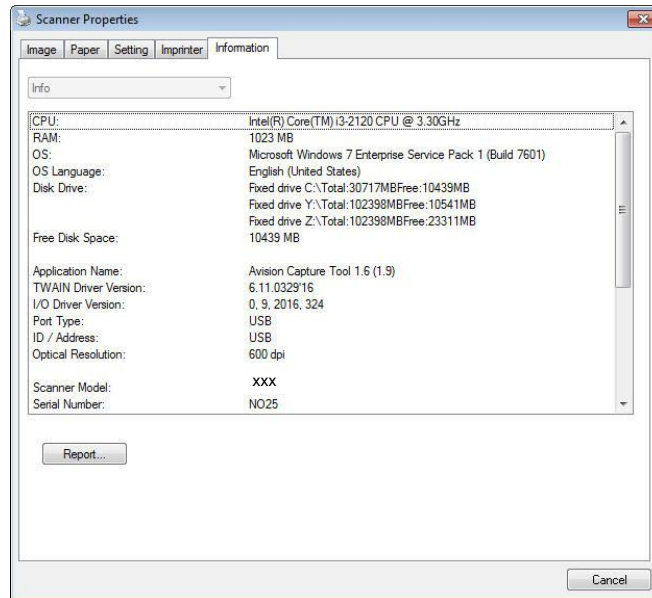 Scanner Properties
Image Paper Setting Imprinter Information
Info
CPU: Intel(R) Core(TM) i3-2120 CPU @ 3.30GHz
RAM: 1023 MB
OS: Microsoft Windows 7 Enterprise Service Pack 1 (Build 7601)
OS Language: English (United States)
Disk Drive: Fixed drive C:\Total:30717MBFree:10439MB
Fixed drive Y:\Total:102398MBFree:10541MB
Fixed drive Z:\Total:102398MBFree:23311MB
Free Disk Space: 10439 MB
Application Name: Avision Capture Tool 1.6 (1.9)
TWAIN Driver Version: 6.11.0329'16
I/O Driver Version: 0, 9, 2016, 324
Port Type: USB
ID / Address: USB
Optical Resolution: 600 dpi
Scanner Model: XXX
Serial Number: NO25
Report...
Cancel